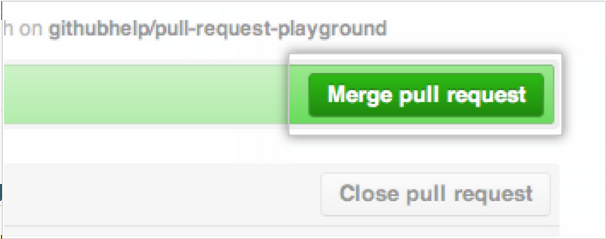 on githubhelp/pull-request-playground
Merge pull request
Close pull request